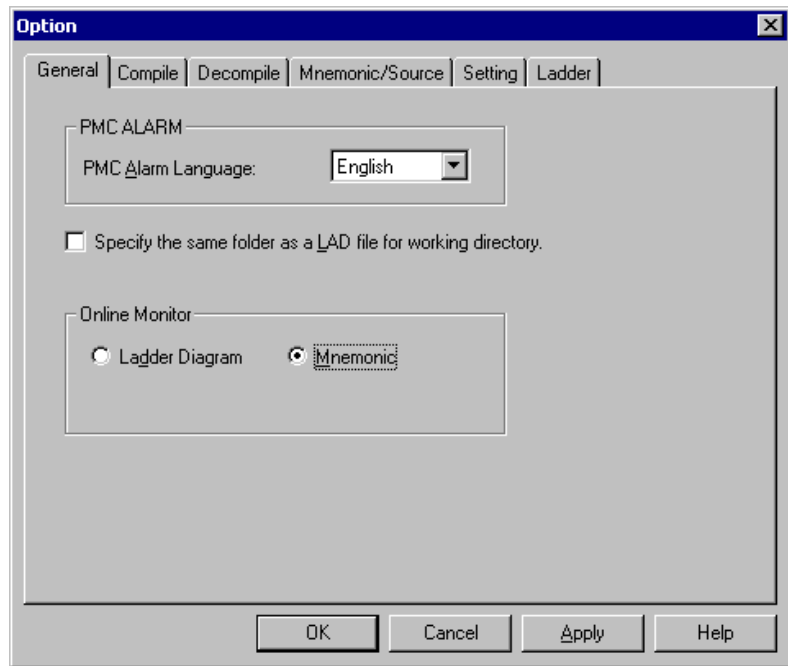 Option
General Compile Decompile Mnemonic/Source Setting Ladder
PMC ALARM
PMC Alarm Language: English
Specify the same folder as a LAD file for working directory.
Online Monitor
Ladder Diagram Mnemonic
OK Cancel Apply Help